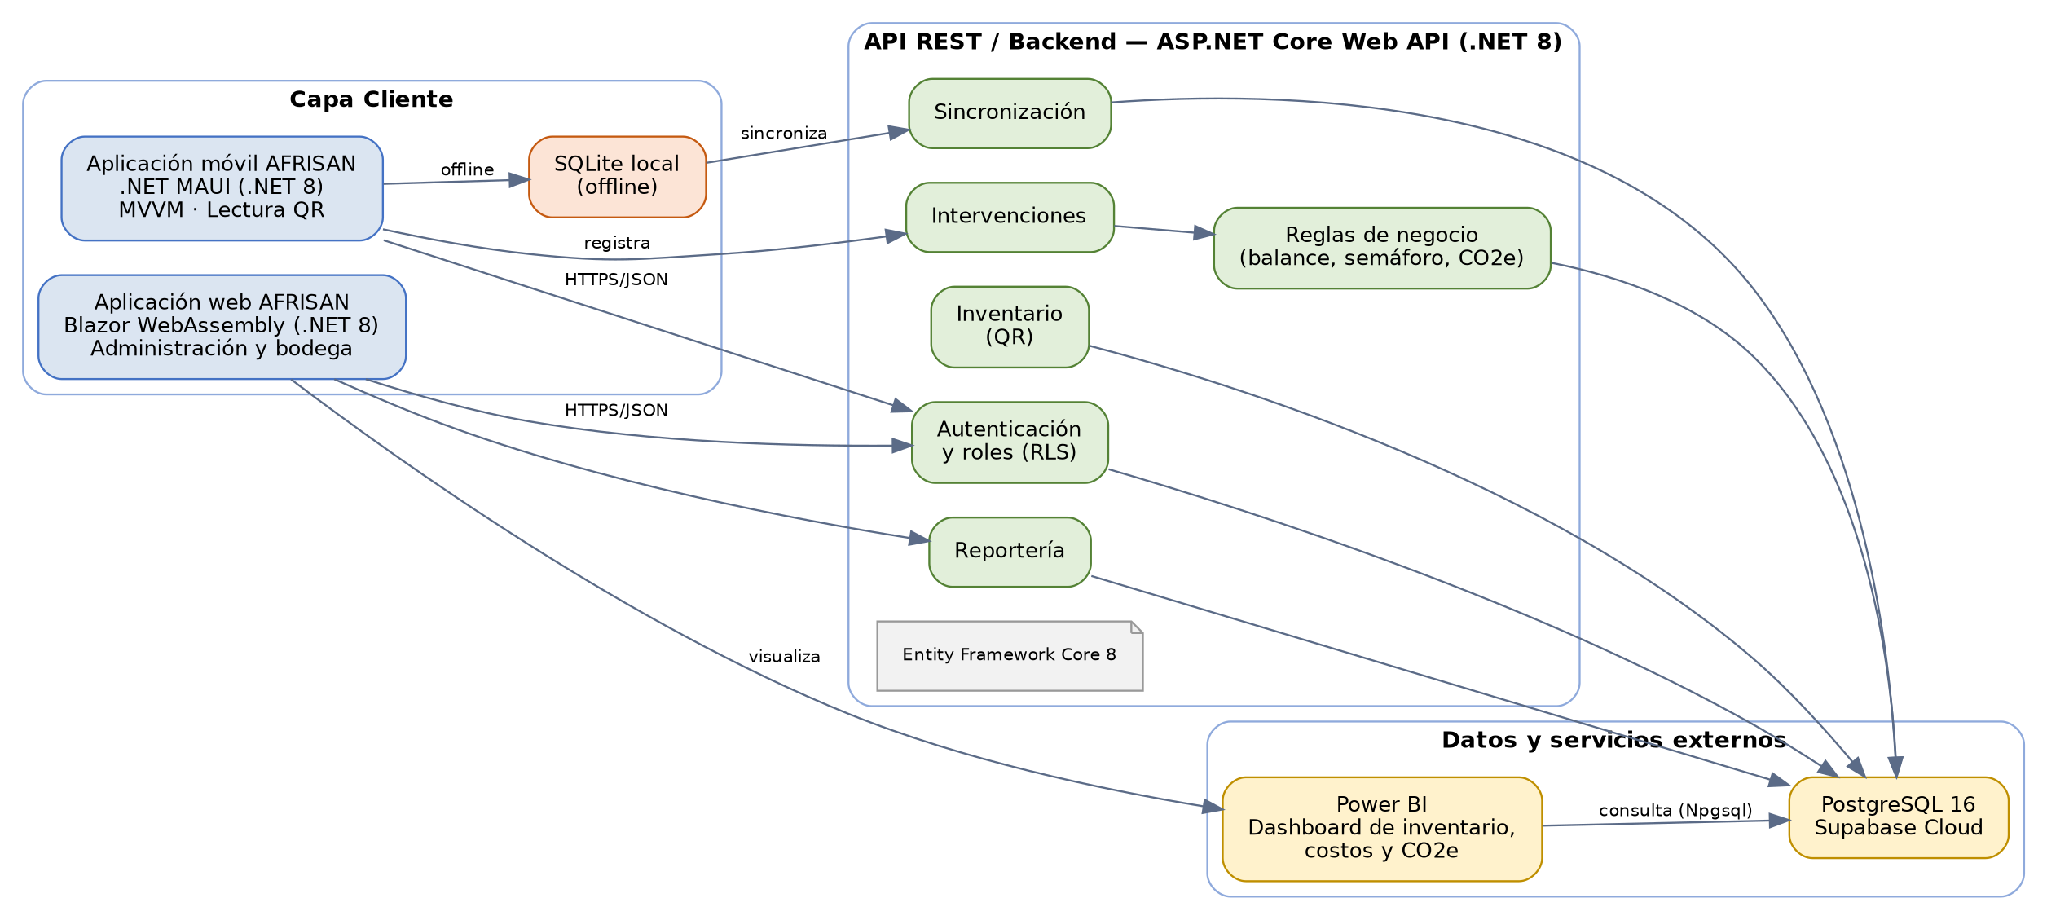 API REST / Backend — ASP.NET Core Web API (.NET 8)
Capa Cliente
Aplicación móvil AFRISAN
.NET MAUI (.NET 8)
MVVM · Lectura QR
offline
SQLite local
(offline)
sincroniza
Sincronización
registra
Intervenciones
Reglas de negocio
(balance, semáforo, CO2e)
HTTPS/JSON
Aplicación web AFRISAN
Blazor WebAssembly (.NET 8)
Administración y bodega
Inventario
(QR)
HTTPS/JSON
Autenticación
y roles (RLS)
Reportería
visualiza
Entity Framework Core 8
Datos y servicios externos
Power BI
Dashboard de inventario,
costos y CO2e
consulta (Npgsql)
PostgreSQL 16
Supabase Cloud